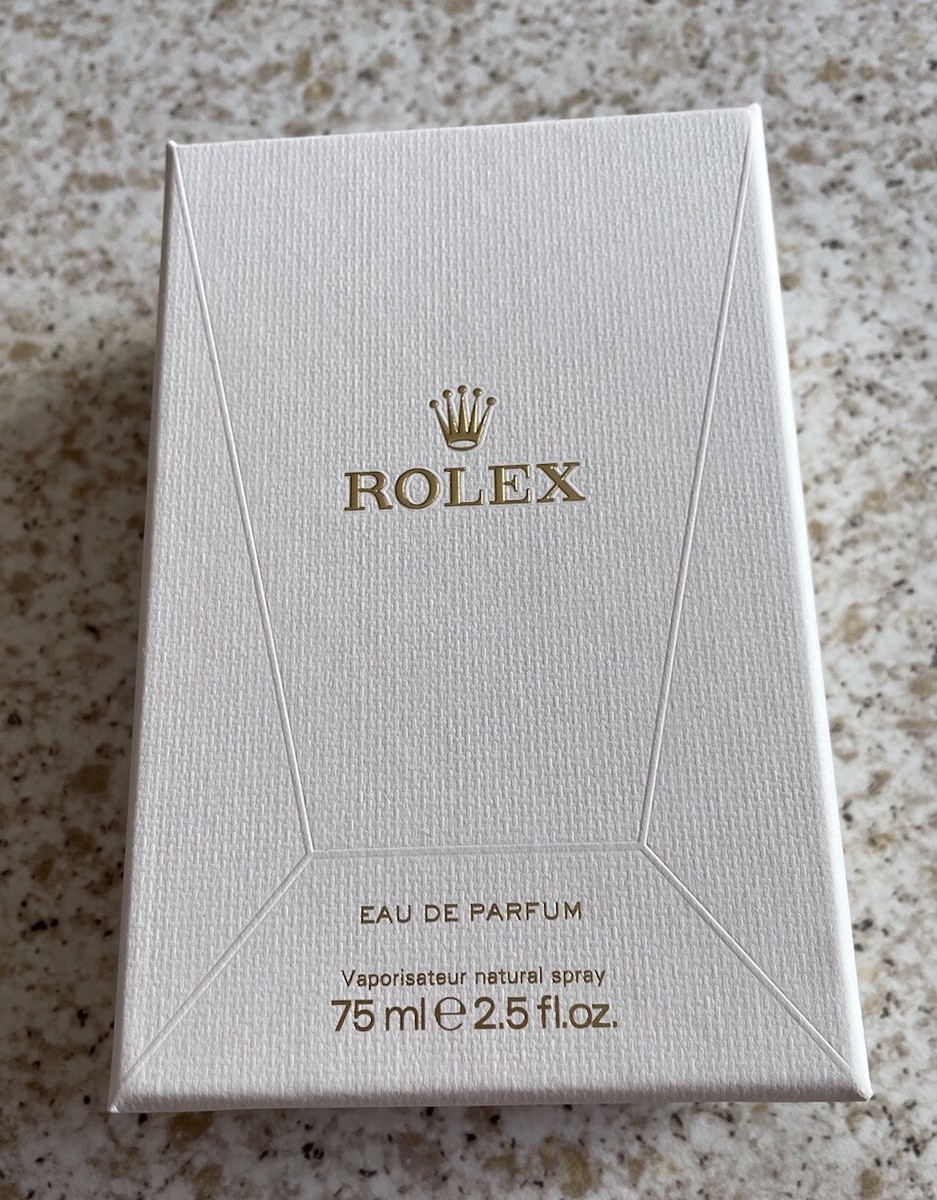 ROLEX
EAU DE PARFUM
Vaporisateur natural spray
75 ml ℮ 2.5 fl.oz.